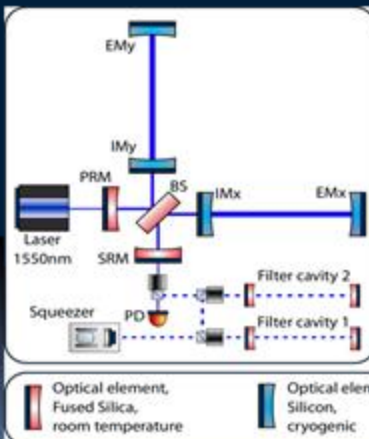 EMy
IMy
PRM
BS
IMx
EMx
Laser
1550nm
SRM
Filter cavity 2
Squeezer
PD
Filter cavity 1
Optical element,
Fused Silica,
room temperature
Optical elem
Silicon,
cryogenic